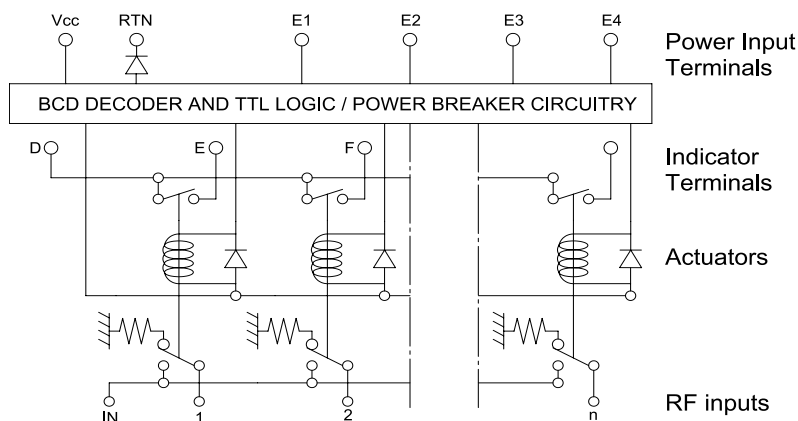 Vcc RTN E1 E2 E3 E4
Power Input
Terminals
BCD DECODER AND TTL LOGIC / POWER BREAKER CIRCUITRY
D E F
Indicator
Terminals
Actuators
IN 1 2 n
RF inputs